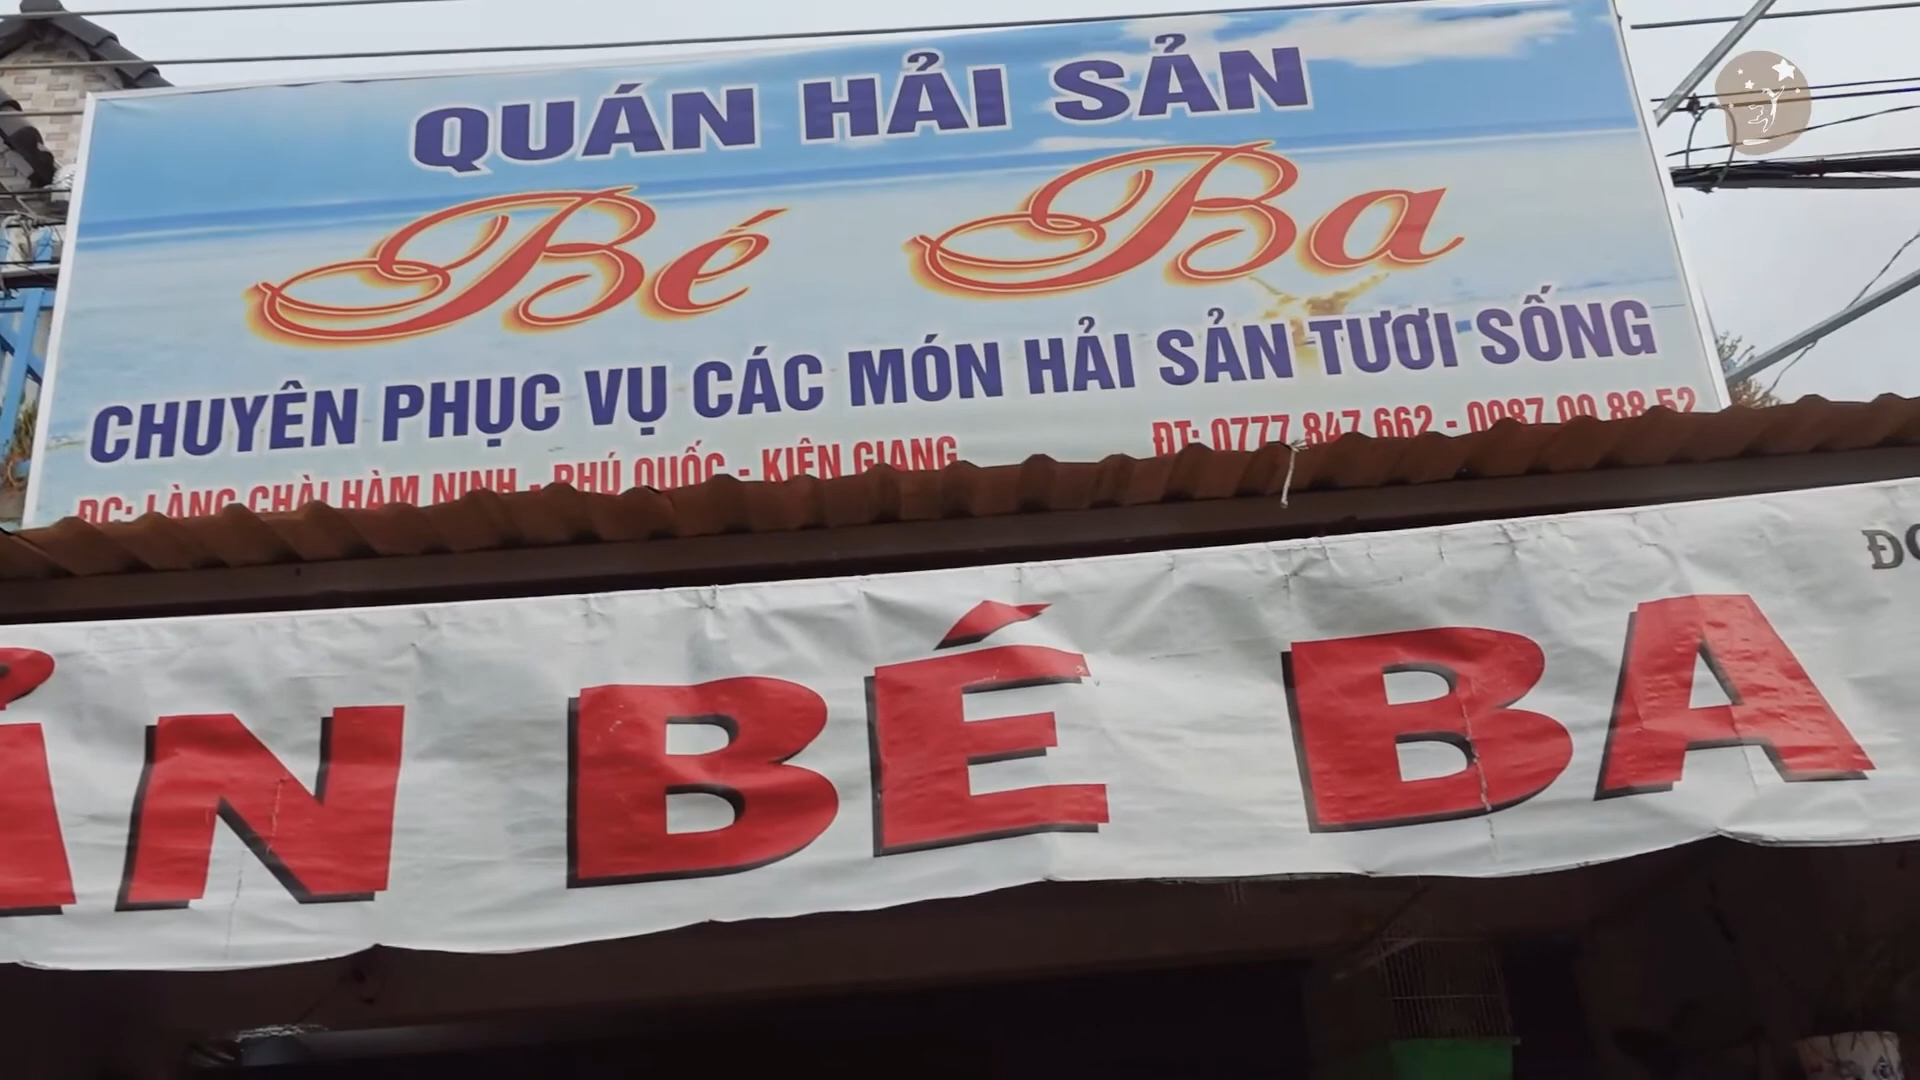 QUÁN HẢI SẢN
Bé Ba
CHUYÊN PHỤC VỤ CÁC MÓN HẢI SẢN TƯƠI SỐNG
ĐC: LÀNG CHÀI HÀM NINH - PHÚ QUỐC - KIÊN GIANG
ĐT: 0777 847 662 - 0987 00 88 52
ẢN BÉ BA